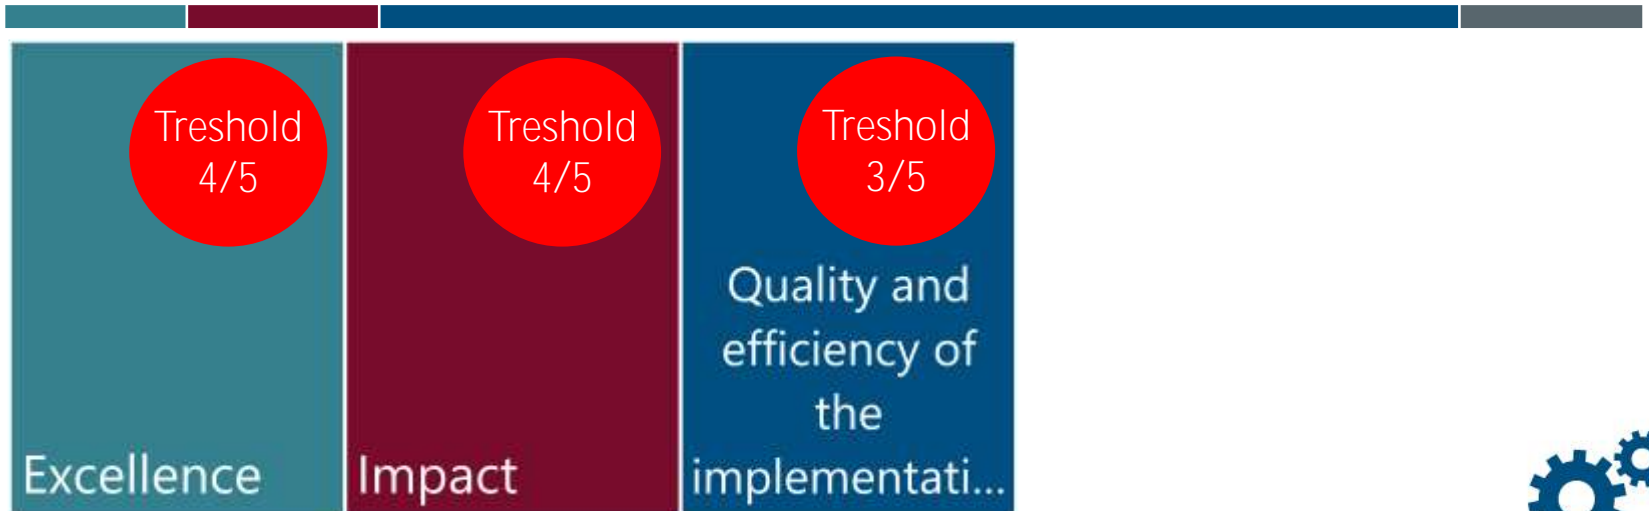 Treshold
4/5
Treshold
4/5
Treshold
3/5
Excellence
Impact
Quality and
efficiency of
the
implementati...